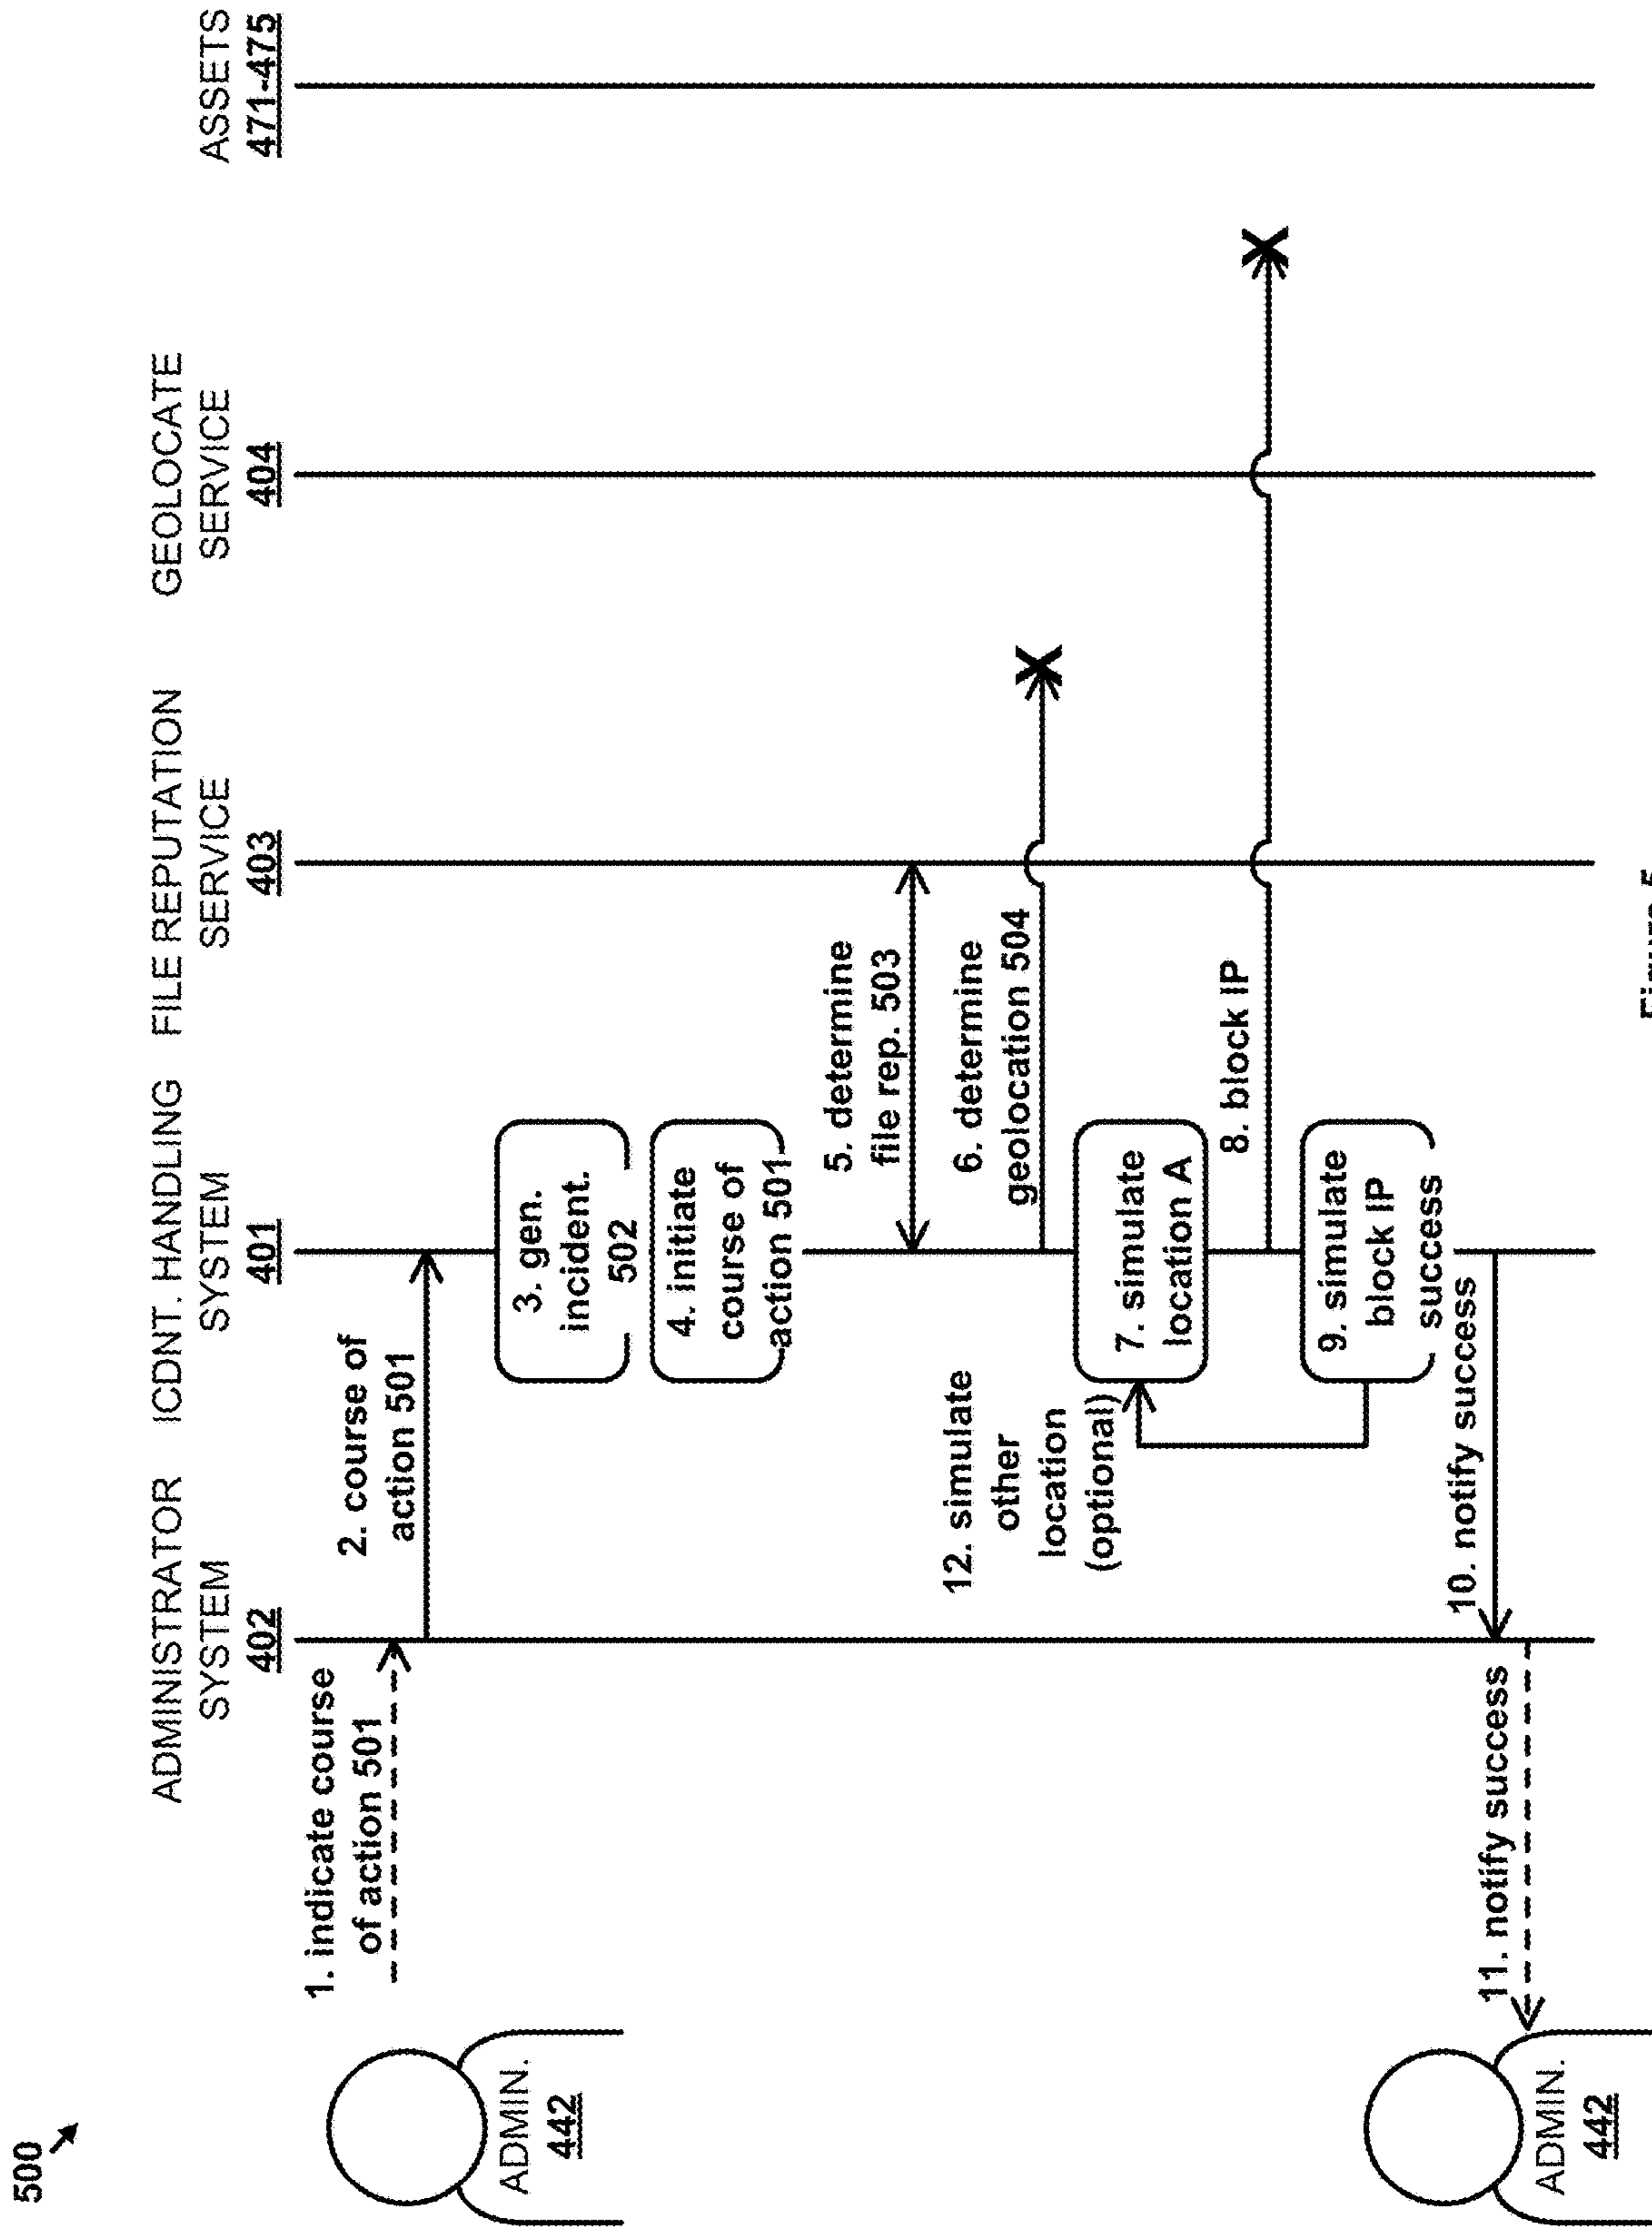 500
ADMINISTRATOR
SYSTEM
402
ICDNT. HANDLING
SYSTEM
401
FILE REPUTATION
SERVICE
403
GEOLOCATE
SERVICE
404
ASSETS
471-475
ADMIN.
442
1. indicate course
of action 501
2. course of
action 501
3. gen.
incident.
502
4. initiate
course of
action 501
5. determine
file rep. 503
6. determine
geolocation 504
12. simulate
other
location
(optional)
7. simulate
location A
8. block IP
9. simulate
block IP
success
10. notify success
11. notify success
ADMIN.
442
Figure 5